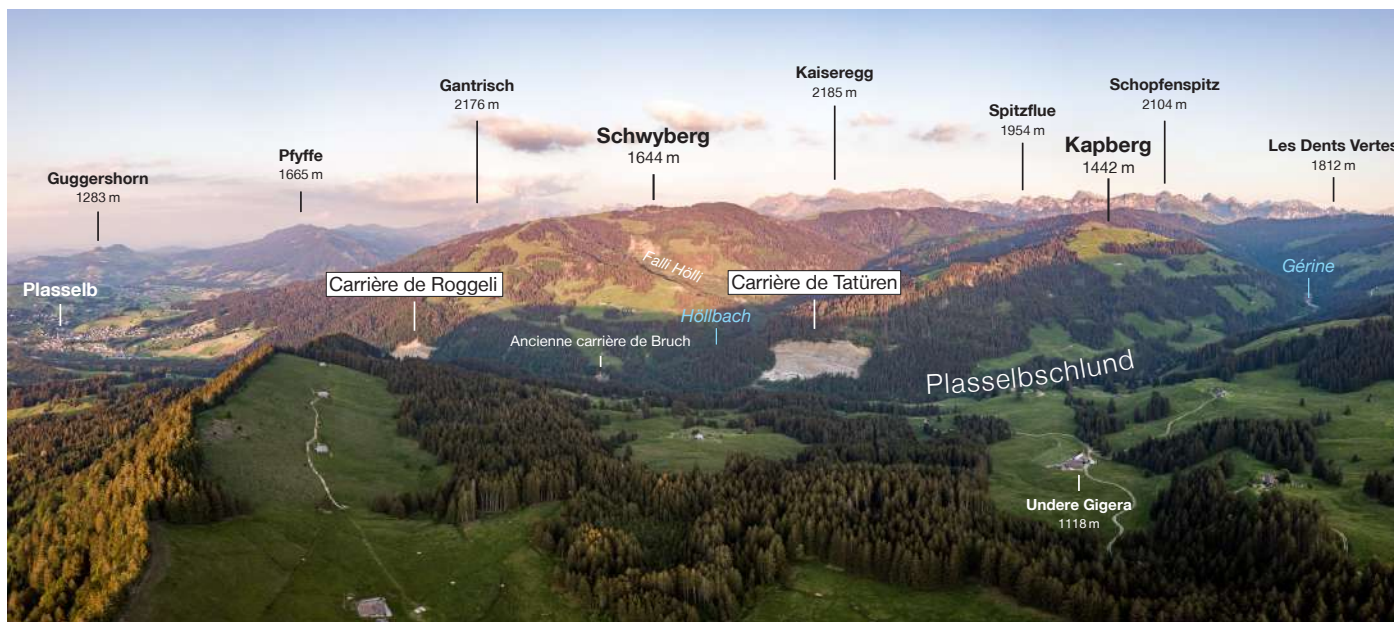 Guggershorn
1283 m
Pfyffe
1665 m
Gantrisch
2176 m
Schwyberg
1644 m
Kaiseregg
2185 m
Spitzflue
1954 m
Kapberg
1442 m
Schopfenspitz
2104 m
Les Dents Vertes
1812 m
Plasselb
Carrière de Roggeli
Falli Hölli
Carrière de Tatüren
Gérine
Höllbach
Ancienne carrière de Bruch
Plasselbschlund
Undere Gigera
1118 m